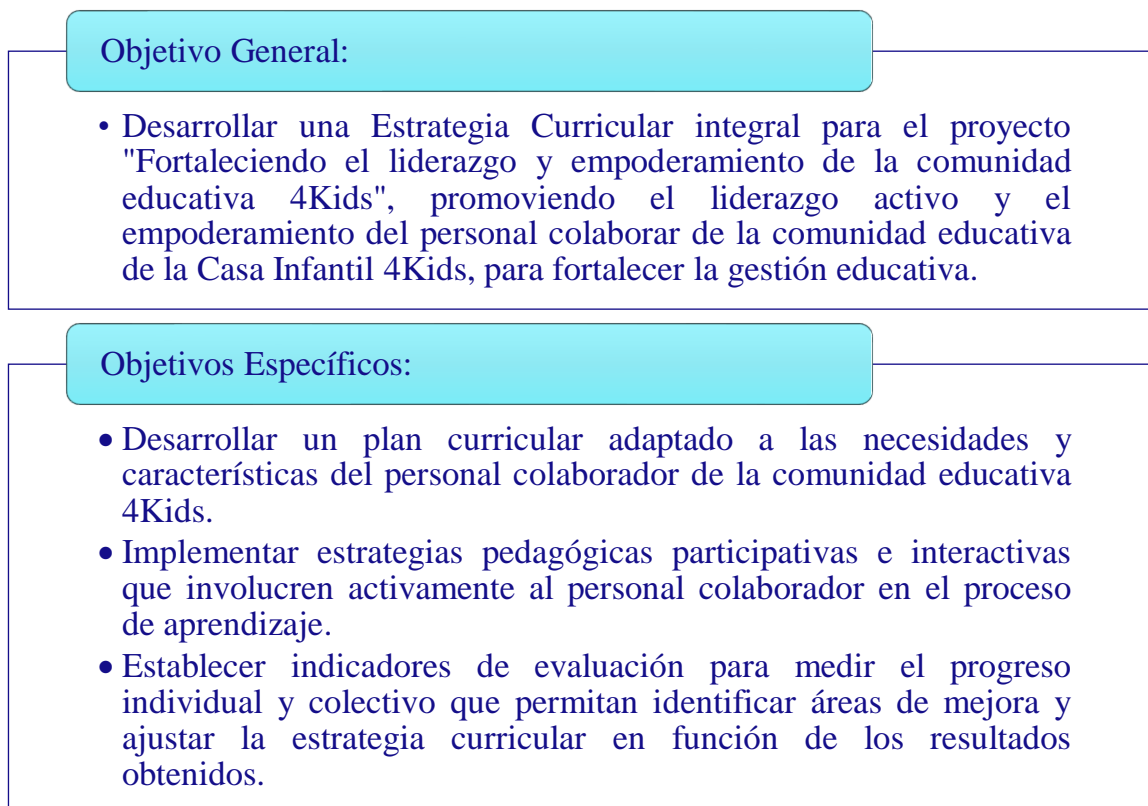 Objetivo General:
• Desarrollar una Estrategia Curricular integral para el proyecto
"Fortaleciendo el liderazgo y empoderamiento de la comunidad
educativa 4Kids", promoviendo el liderazgo activo y el
empoderamiento del personal colaborar de la comunidad educativa
de la Casa Infantil 4Kids, para fortalecer la gestión educativa.
Objetivos Específicos:
• Desarrollar un plan curricular adaptado a las necesidades y
características del personal colaborador de la comunidad educativa
4Kids.
• Implementar estrategias pedagógicas participativas e interactivas
que involucren activamente al personal colaborador en el proceso
de aprendizaje.
• Establecer indicadores de evaluación para medir el progreso
individual y colectivo que permitan identificar áreas de mejora y
ajustar la estrategia curricular en función de los resultados
obtenidos.